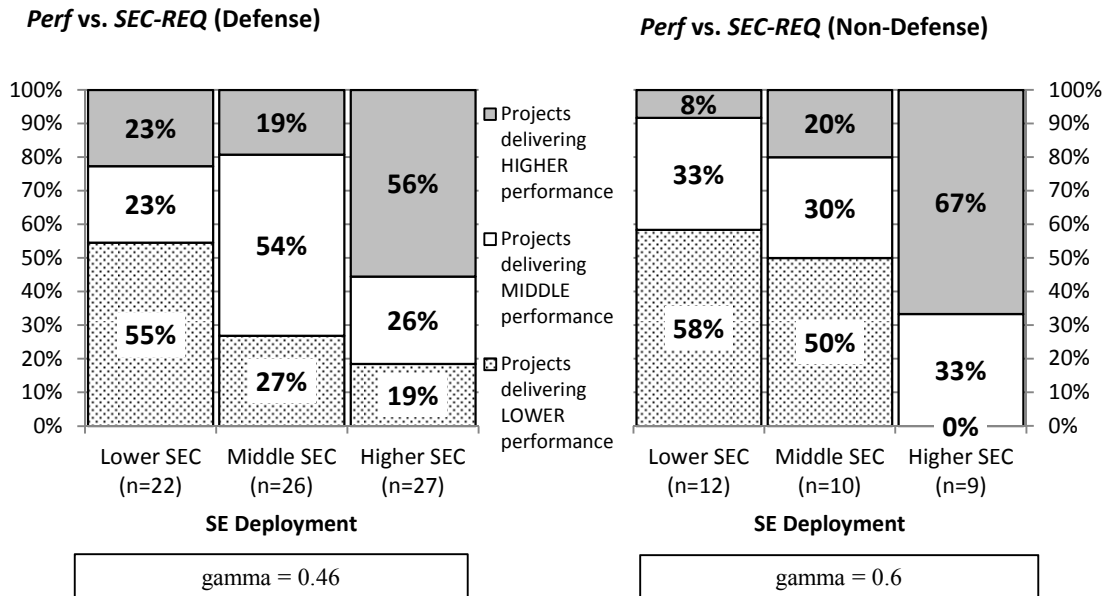 Perf vs. SEC-REQ (Defense)
100%
90%
80%
70%
60%
50%
40%
30%
20%
10%
0%
23%
23%
55%
19%
54%
27%
56%
26%
19%
Lower SEC
(n=22)
Middle SEC
(n=26)
Higher SEC
(n=27)
SE Deployment
gamma = 0.46
Projects
delivering
HIGHER
performance
Projects
delivering
MIDDLE
performance
Projects
delivering
LOWER
performance
Perf vs. SEC-REQ (Non-Defense)
8%
33%
58%
20%
30%
50%
67%
33%
0%
100%
90%
80%
70%
60%
50%
40%
30%
20%
10%
0%
Lower SEC
(n=12)
Middle SEC
(n=10)
Higher SEC
(n=9)
SE Deployment
gamma = 0.6